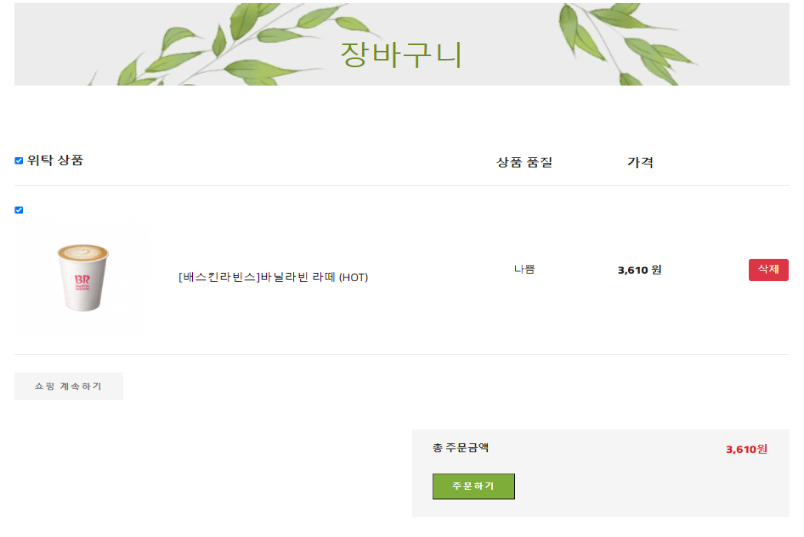 장바구니
위탁 상품 상품 품질 가격
BR
[배스킨라빈스]바닐라빈 라떼 (HOT) 나쁨 3,610 원 삭제
쇼핑 계속하기
총 주문금액 3,610원
주문하기